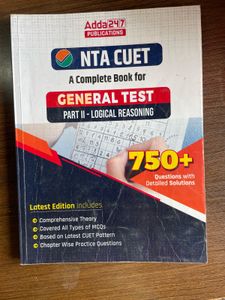 Adda247
PUBLICATIONS
NTA CUET
A Complete Book for
GENERAL TEST
PART II - LOGICAL REASONING
750+
Questions with
Detailed Solutions
Latest Edition includes
Comprehensive Theory
Covered All Types of MCQs
Based on Latest CUET Pattern
Chapter Wise Practice Questions